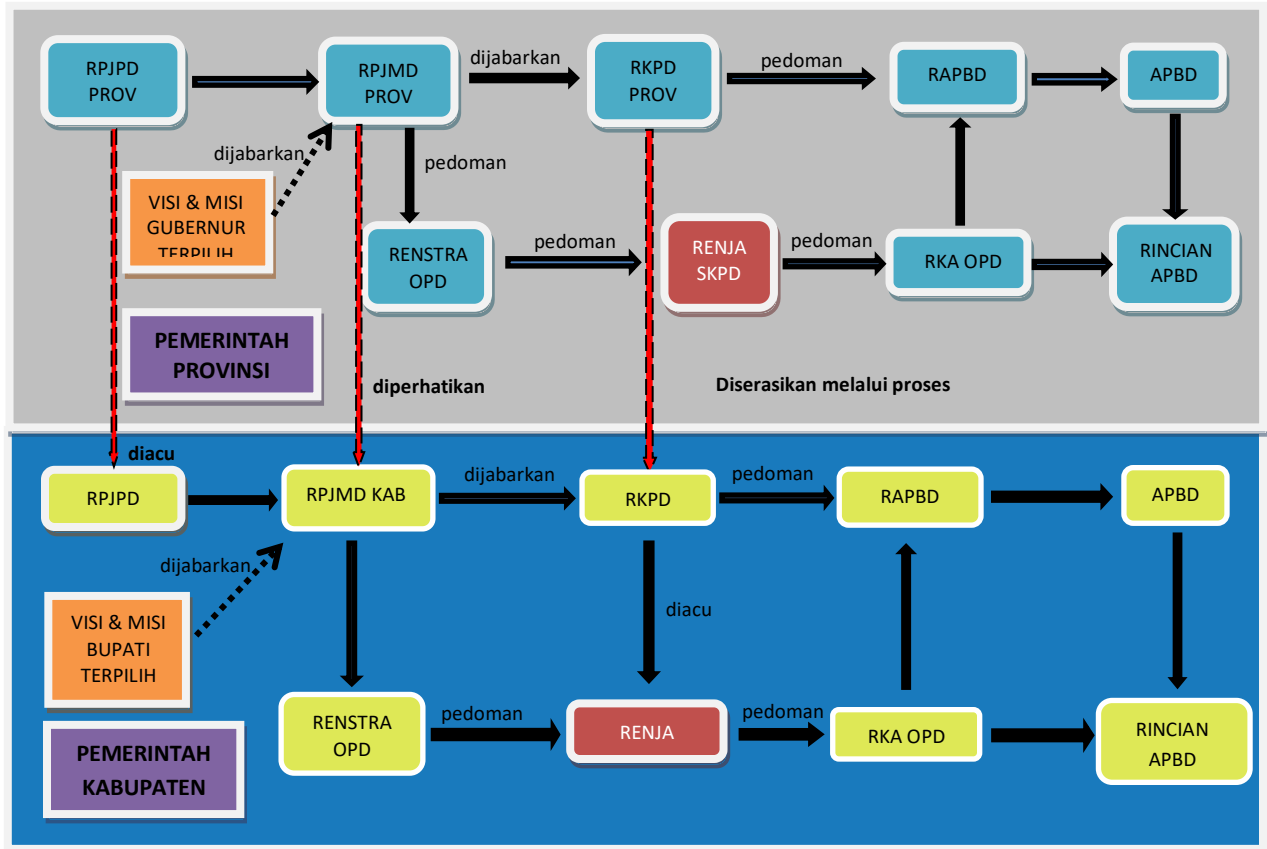 RPJPD
PROV
RPJMD
PROV
dijabarkan
RKPD
PROV
pedoman
RAPBD
APBD
dijabarkan
pedoman
VISI & MISI
GUBERNUR
TERPILIH
RENSTRA
OPD
pedoman
RENJA
SKPD
pedoman
RKA OPD
RINCIAN
APBD
PEMERINTAH
PROVINSI
diperhatikan
Diserasikan melalui proses
diacu
RPJPD
RPJMD KAB
dijabarkan
RKPD
pedoman
RAPBD
APBD
dijabarkan
VISI & MISI
BUPATI
TERPILIH
diacu
RENSTRA
OPD
pedoman
RENJA
pedoman
RKA OPD
RINCIAN
APBD
PEMERINTAH
KABUPATEN